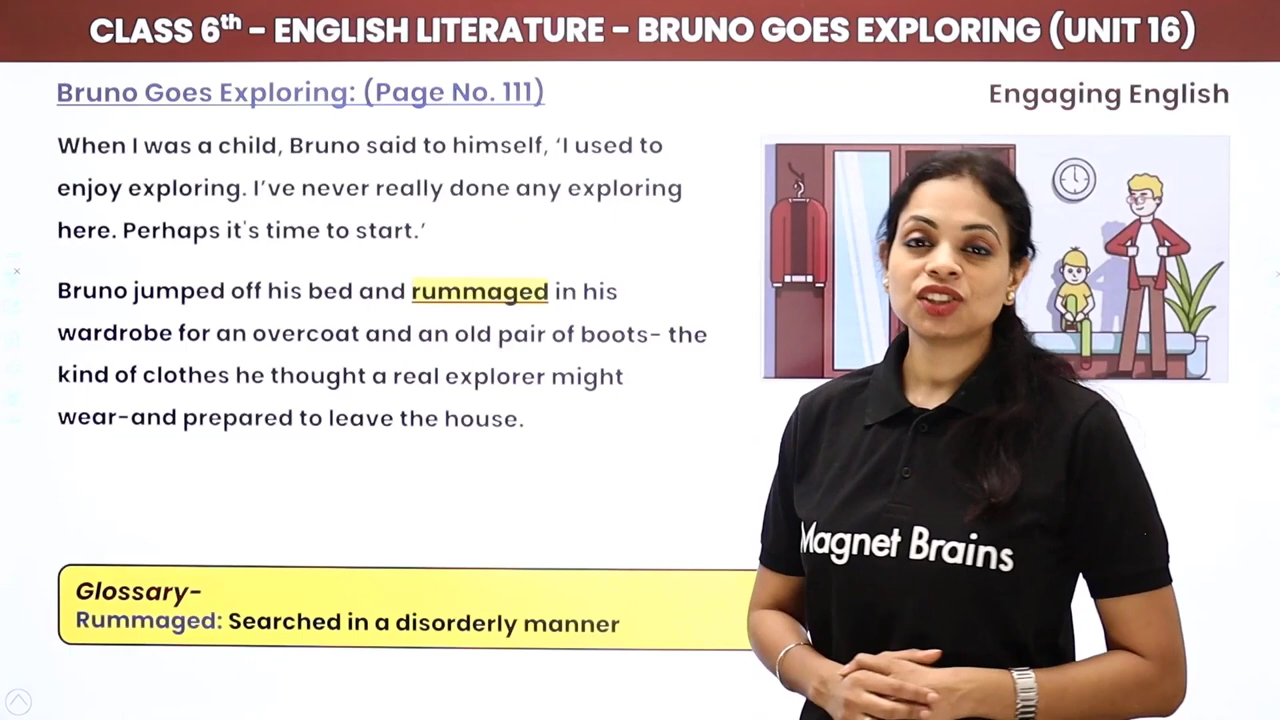 CLASS 6th – ENGLISH LITERATURE – BRUNO GOES EXPLORING (UNIT 16)
Bruno Goes Exploring: (Page No. 111)
Engaging English
When I was a child, Bruno said to himself, ‘I used to
enjoy exploring. I’ve never really done any exploring
here. Perhaps it's time to start.’
Bruno jumped off his bed and rummaged in his
wardrobe for an overcoat and an old pair of boots– the
kind of clothes he thought a real explorer might
wear–and prepared to leave the house.
Glossary–
Rummaged: Searched in a disorderly manner
Magnet Brains